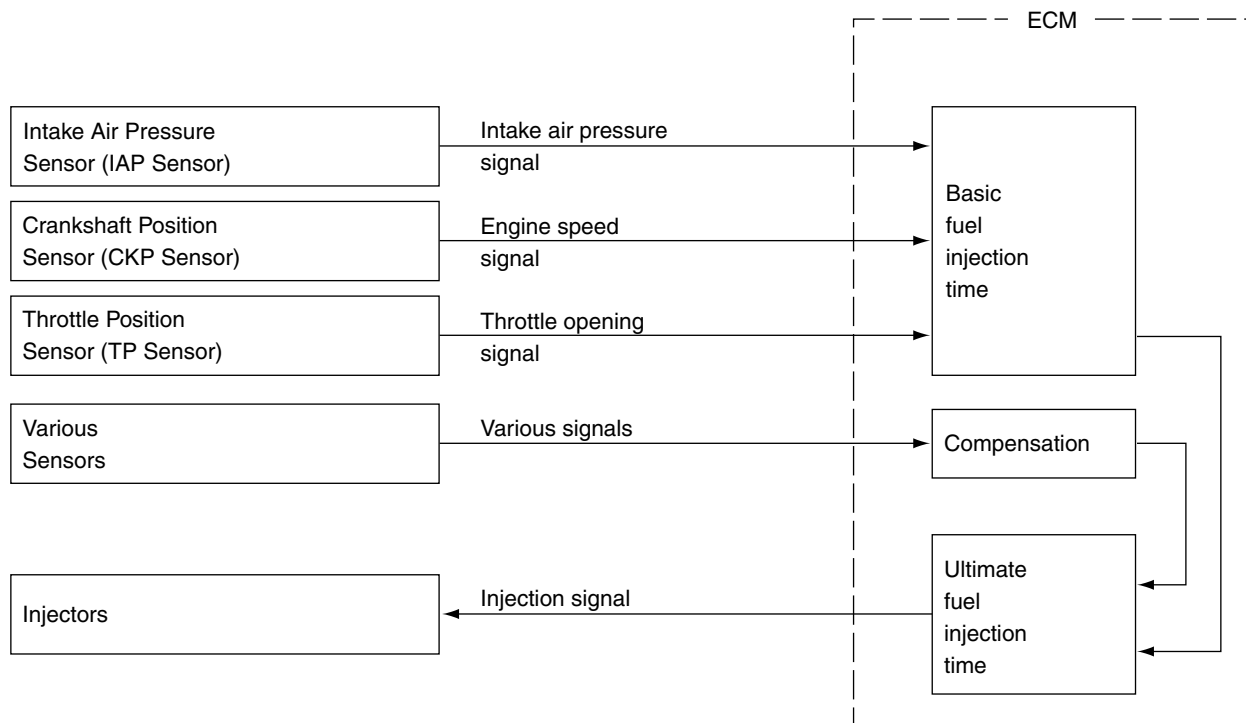 ECM
Intake Air Pressure
Sensor (IAP Sensor)
Intake air pressure
signal
Crankshaft Position
Sensor (CKP Sensor)
Engine speed
signal
Throttle Position
Sensor (TP Sensor)
Throttle opening
signal
Basic
fuel
injection
time
Various
Sensors
Various signals
Compensation
Injectors
Injection signal
Ultimate
fuel
injection
time